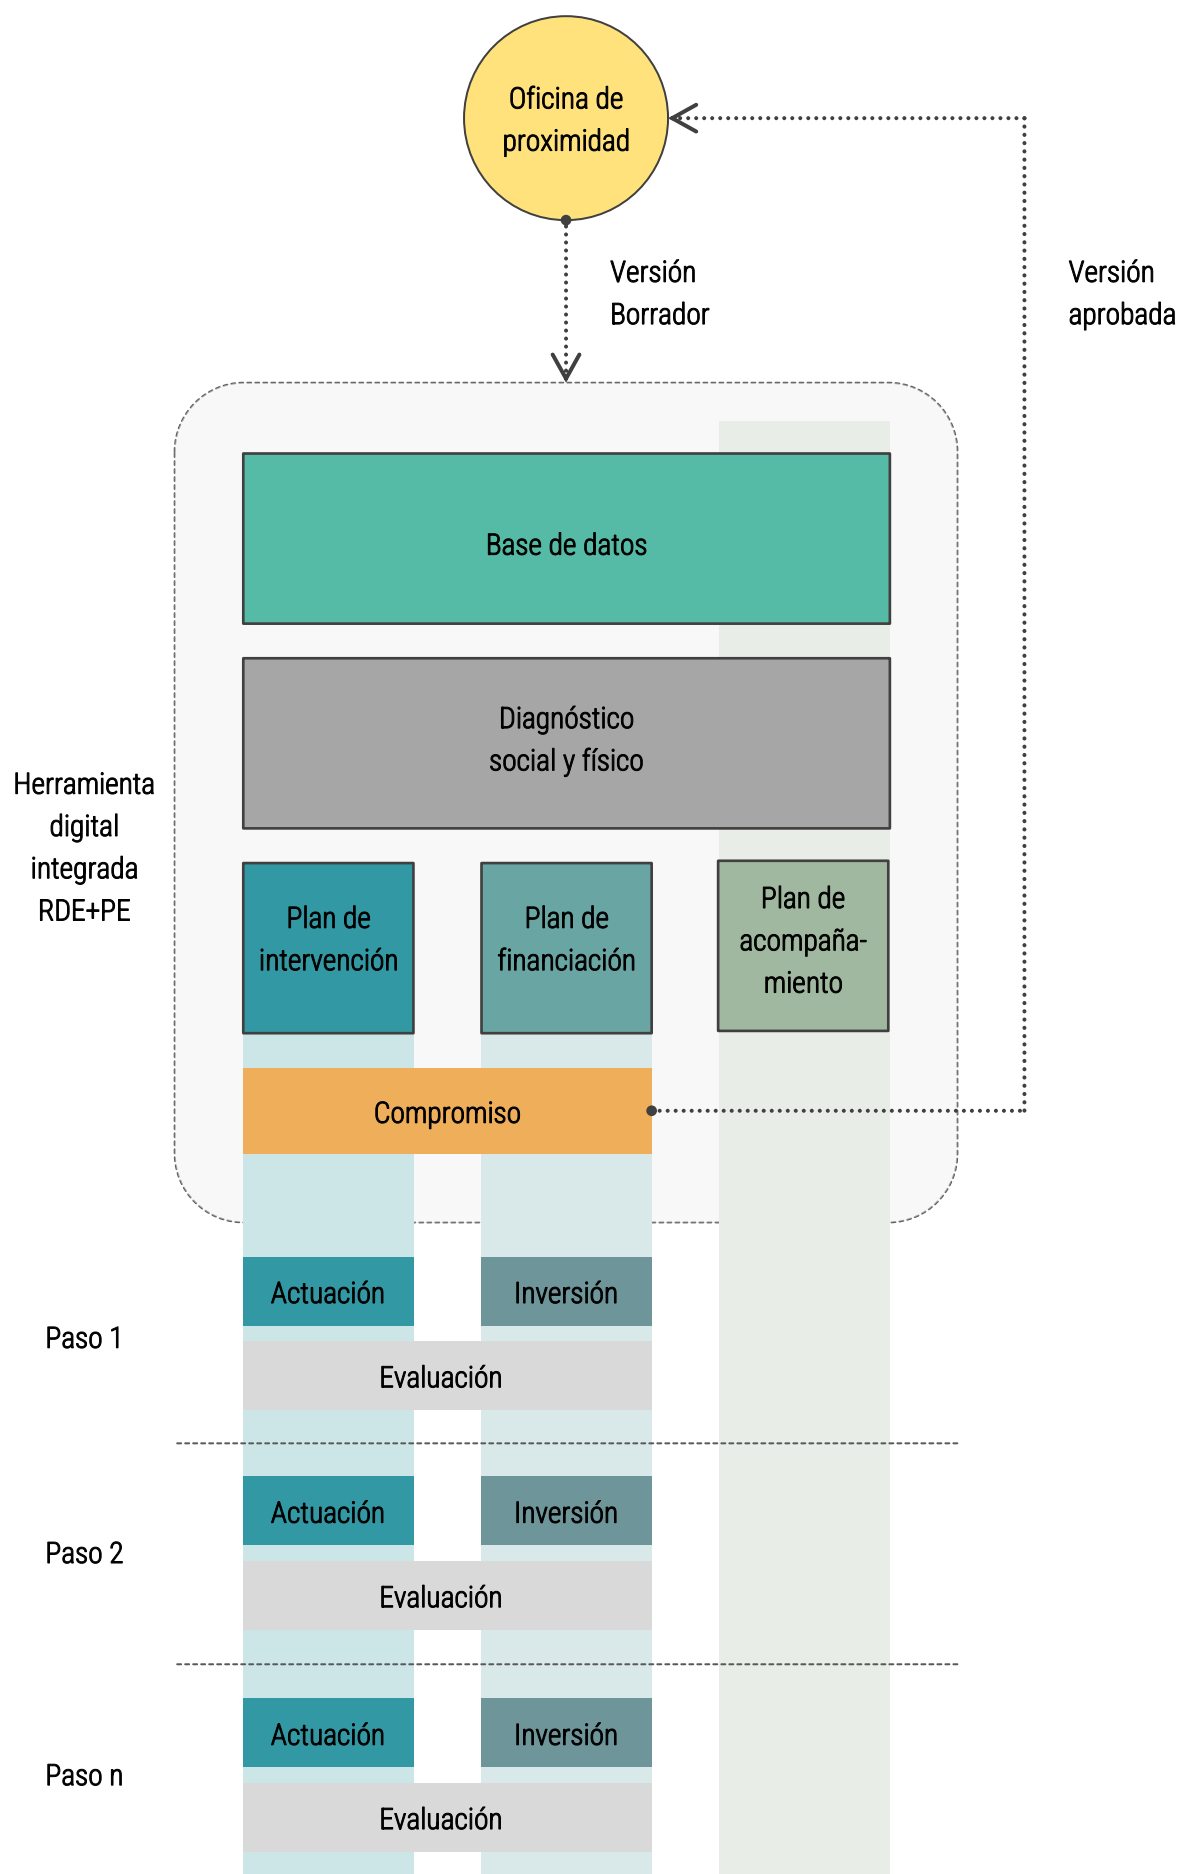 Oficina de
proximidad
Versión
Borrador
Versión
aprobada
Base de datos
Diagnóstico
social y físico
Herramienta
digital
integrada
RDE+PE
Plan de
intervención
Plan de
financiación
Plan de
acompaña-
miento
Compromiso
Paso 1
Actuación
Inversión
Evaluación
Paso 2
Actuación
Inversión
Evaluación
Paso n
Actuación
Inversión
Evaluación